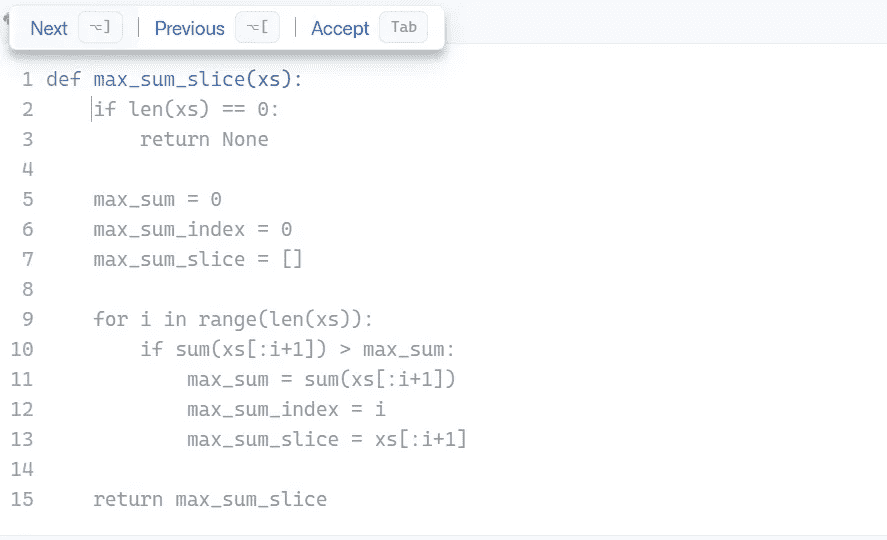 Next ⌥] Previous ⌥[ Accept Tab
1 def max_sum_slice(xs):
2     if len(xs) == 0:
3         return None
4
5     max_sum = 0
6     max_sum_index = 0
7     max_sum_slice = []
8
9     for i in range(len(xs)):
10         if sum(xs[:i+1]) > max_sum:
11             max_sum = sum(xs[:i+1])
12             max_sum_index = i
13             max_sum_slice = xs[:i+1]
14
15     return max_sum_slice